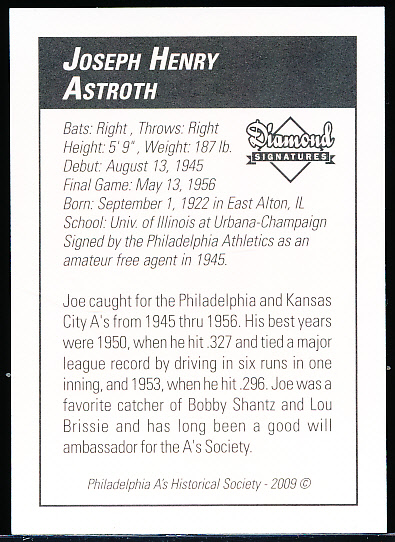 JOSEPH HENRY
ASTROTH
Bats: Right , Throws: Right
Height: 5' 9" , Weight: 187 lb.
Debut: August 13, 1945
Final Game: May 13, 1956
Born: September 1, 1922 in East Alton, IL
School: Univ. of Illinois at Urbana-Champaign
Signed by the Philadelphia Athletics as an
amateur free agent in 1945.
Diamond
SIGNATURES
Joe caught for the Philadelphia and Kansas
City A's from 1945 thru 1956. His best years
were 1950, when he hit .327 and tied a major
league record by driving in six runs in one
inning, and 1953, when he hit .296. Joe was a
favorite catcher of Bobby Shantz and Lou
Brissie and has long been a good will
ambassador for the A's Society.
Philadelphia A's Historical Society - 2009 ©